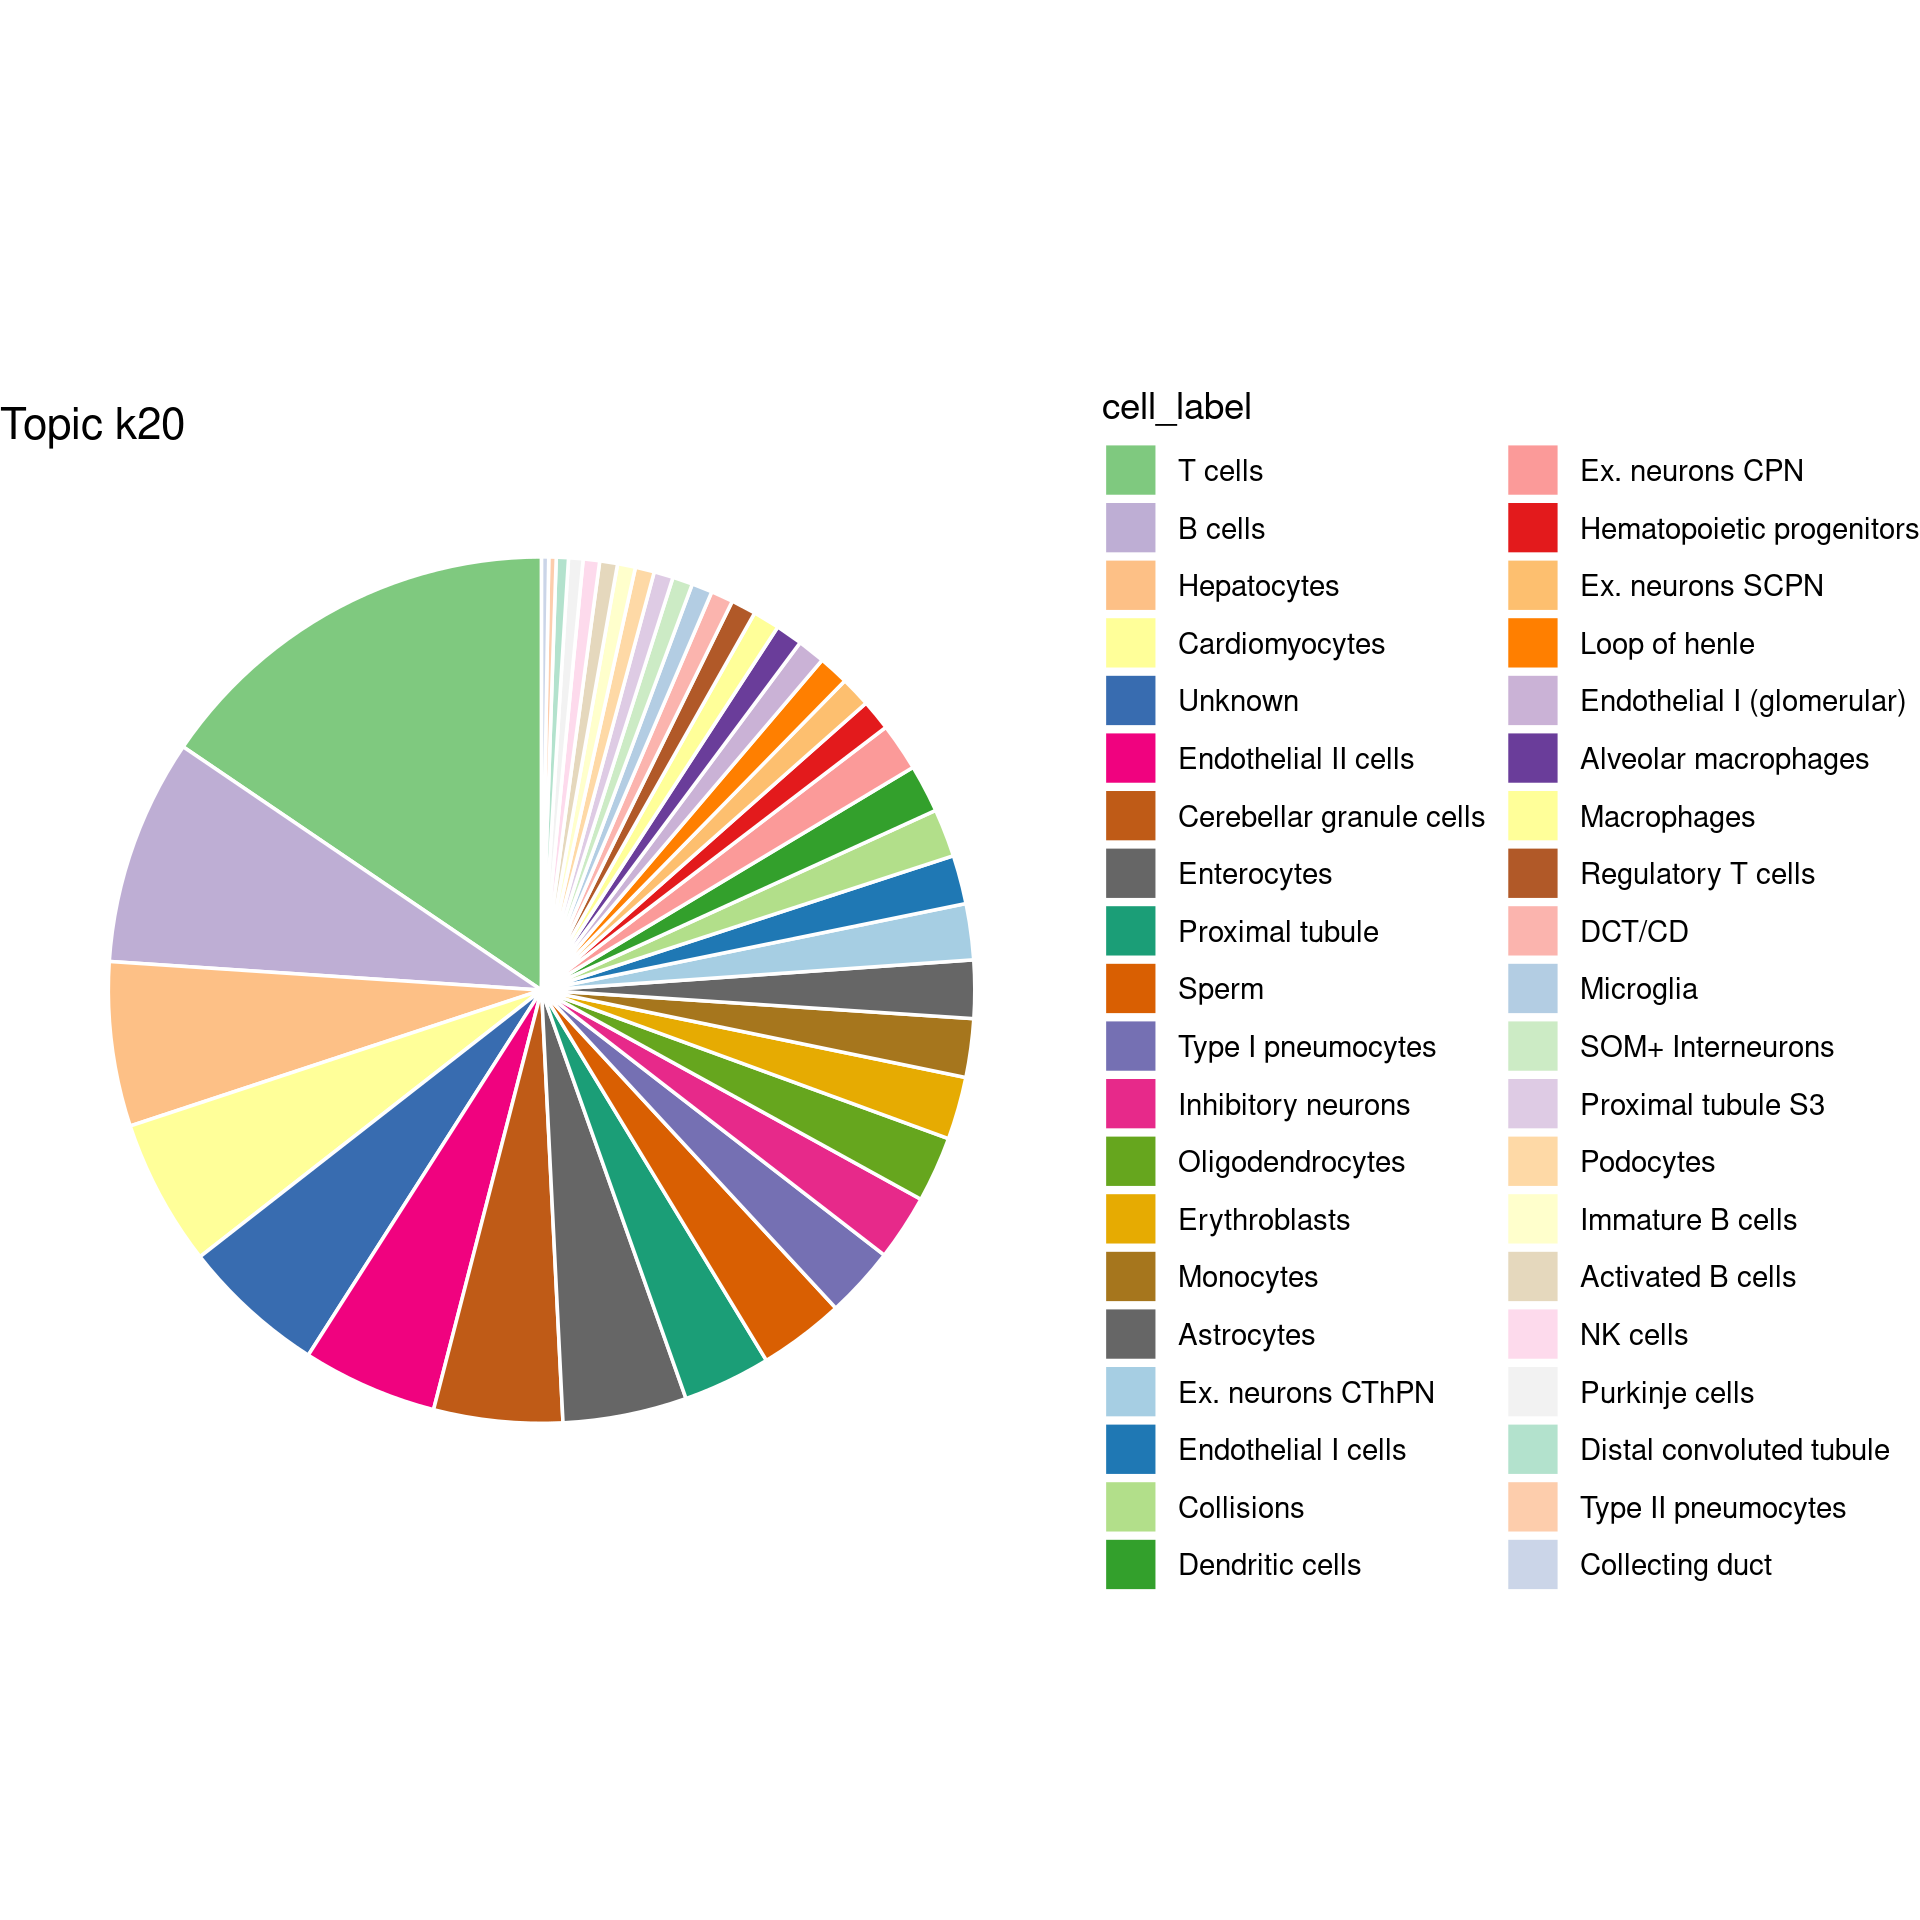 Topic k20
cell_label
T cells
B cells
Hepatocytes
Cardiomyocytes
Unknown
Endothelial II cells
Cerebellar granule cells
Enterocytes
Proximal tubule
Sperm
Type I pneumocytes
Inhibitory neurons
Oligodendrocytes
Erythroblasts
Monocytes
Astrocytes
Ex. neurons CThPN
Endothelial I cells
Collisions
Dendritic cells
Ex. neurons CPN
Hematopoietic progenitors
Ex. neurons SCPN
Loop of henle
Endothelial I (glomerular)
Alveolar macrophages
Macrophages
Regulatory T cells
DCT/CD
Microglia
SOM+ Interneurons
Proximal tubule S3
Podocytes
Immature B cells
Activated B cells
NK cells
Purkinje cells
Distal convoluted tubule
Type II pneumocytes
Collecting duct